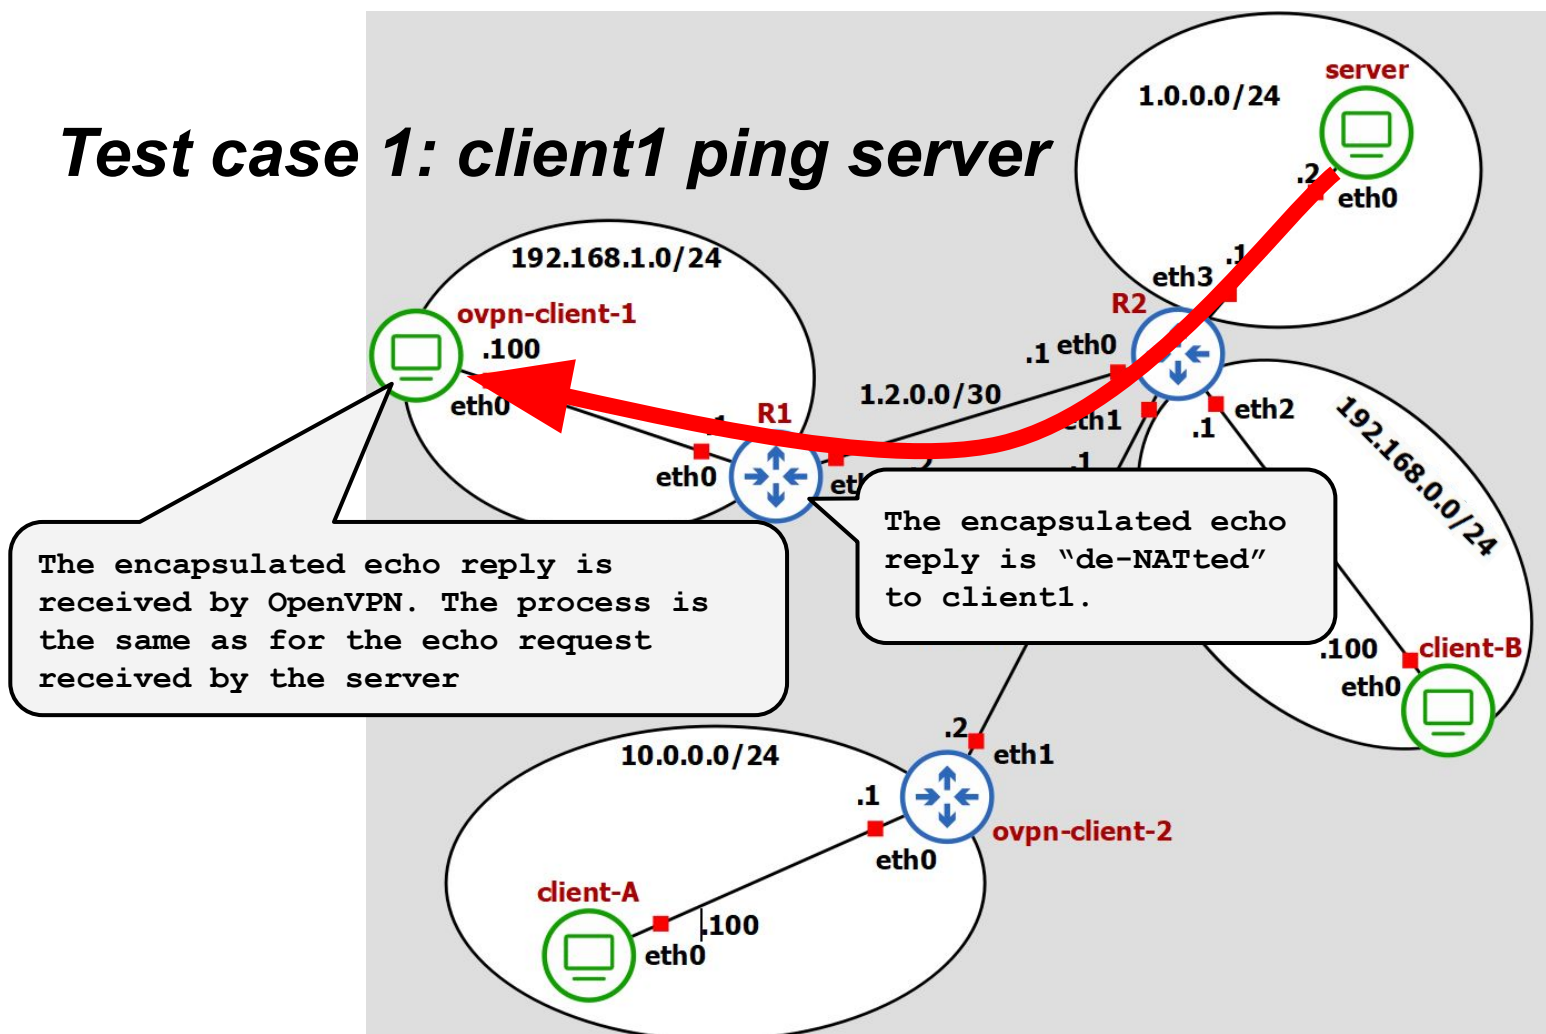 Test case 1: client1 ping server
server
1.0.0.0/24
.2
eth0
.1
eth3
R2
192.168.1.0/24
ovpn-client-1
.100
eth0
.1
R1
eth0
1.2.0.0/30
.1 eth0
eth1
.1
eth2
.1
192.168.0.0/24
The encapsulated echo
reply is “de-NATted”
to client1.
The encapsulated echo reply is
received by OpenVPN. The process is
the same as for the echo request
received by the server
.100
client-B
eth0
.2
eth1
10.0.0.0/24
.1
ovpn-client-2
eth0
client-A
.100
eth0